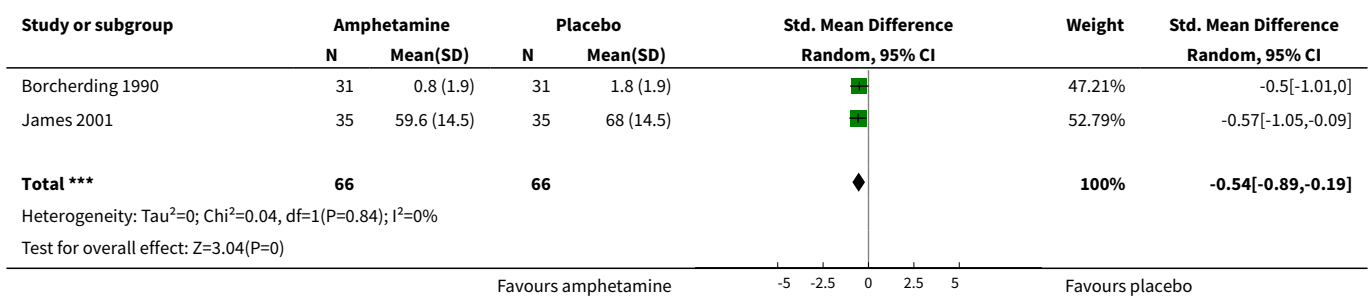 Study or subgroup Amphetamine Placebo Std. Mean Difference Weight Std. Mean Difference
N Mean(SD) N Mean(SD) Random, 95% CI Random, 95% CI
Borcherding 1990 31 0.8 (1.9) 31 1.8 (1.9) 47.21% -0.5[-1.01,0]
James 2001 35 59.6 (14.5) 35 68 (14.5) 52.79% -0.57[-1.05,-0.09]
Total *** 66 66 100% -0.54[-0.89,-0.19]
Heterogeneity: Tau²=0; Chi²=0.04, df=1(P=0.84); I²=0%
Test for overall effect: Z=3.04(P=0)
Favours amphetamine -5 -2.5 0 2.5 5 Favours placebo